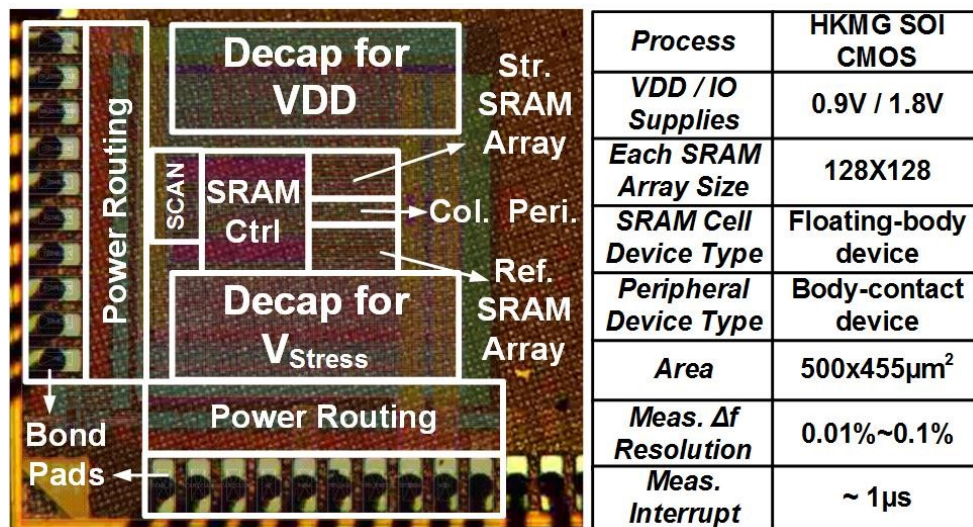 Power Routing
Decap for
VDD
Str.
SRAM
Array
SCAN
SRAM
Ctrl
Col. Peri.
Ref.
SRAM
Array
Decap for
VStress
Power Routing
Bond
Pads
Process
HKMG SOI
CMOS
VDD / IO
Supplies
0.9V / 1.8V
Each SRAM
Array Size
128X128
SRAM Cell
Device Type
Floating-body
device
Peripheral
Device Type
Body-contact
device
Area
500x455µm²
Meas. Δf
Resolution
0.01%~0.1%
Meas.
Interrupt
~ 1µs